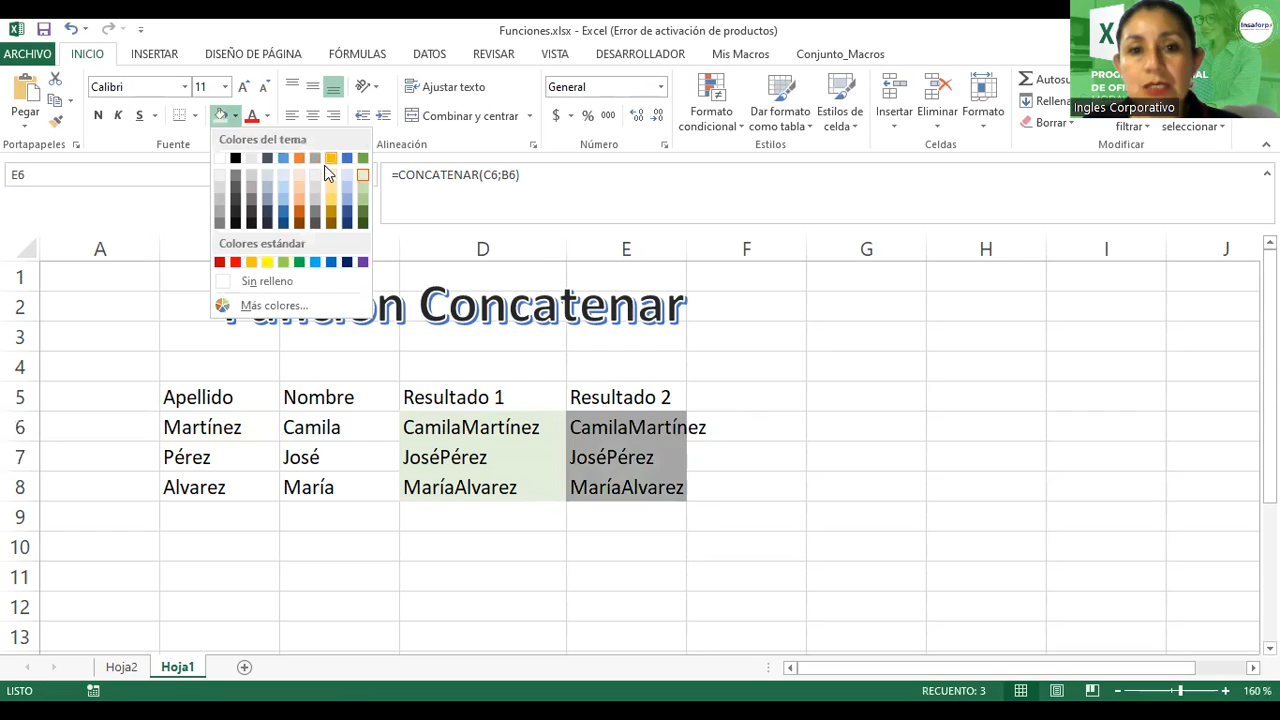 Funciones.xlsx - Excel (Error de activación de productos)
ARCHIVO INICIO INSERTAR DISEÑO DE PÁGINA FÓRMULAS DATOS REVISAR VISTA DESARROLLADOR Mis Macros Conjunto_Macros
Insaforp
Ingles Corporativo
Pegar
Calibri 11
N K S
Ajustar texto
Combinar y centrar
General
$ % 000
Formato condicional
Dar formato como tabla
Estilos de celda
Insertar Eliminar Formato
Rellena
Borrar
filtrar
seleccionar
Portapapeles Fuente Alineación Número Estilos Celdas Modificar
Colores del tema
Colores estándar
Sin relleno
Más colores...
E6
=CONCATENAR(C6;B6)
A D E F G H I J
1
2 Concatenar
3
4
5 Apellido Nombre Resultado 1 Resultado 2
6 Martínez Camila CamilaMartínez CamilaMartínez
7 Pérez José JoséPérez JoséPérez
8 Alvarez María MaríaAlvarez MaríaAlvarez
9
10
11
12
13
Hoja2 Hoja1
LISTO
RECUENTO: 3
160 %